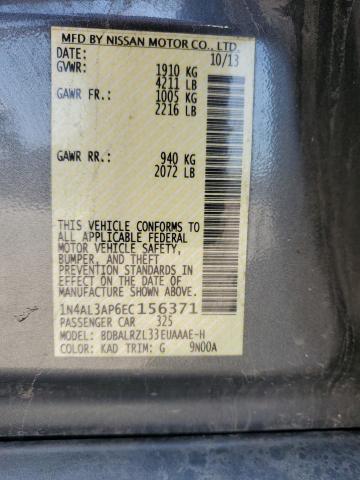 MFD BY NISSAN MOTOR CO., LTD.
DATE: 10/13
GVWR: 1910 KG
4211 LB
GAWR FR: 1005 KG
2216 LB
GAWR RR: 940 KG
2072 LB
THIS VEHICLE CONFORMS TO
ALL APPLICABLE FEDERAL
MOTOR VEHICLE SAFETY,
BUMPER, AND THEFT
PREVENTION STANDARDS IN
EFFECT ON THE DATE OF
MANUFACTURE SHOWN ABOVE.
1N4AL3AP6EC156371
PASSENGER CAR 325
MODEL: BDBALRZL33EUAAAE-H
COLOR: KAD TRIM: G 9N00A